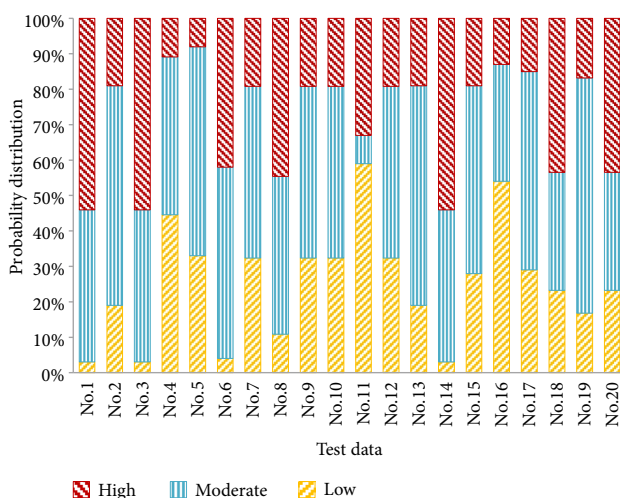 100%
90%
80%
70%
60%
50%
40%
30%
20%
10%
0%
Probability distribution
No.1
No.2
No.3
No.4
No.5
No.6
No.7
No.8
No.9
No.10
No.11
No.12
No.13
No.14
No.15
No.16
No.17
No.18
No.19
No.20
Test data
High
Moderate
Low